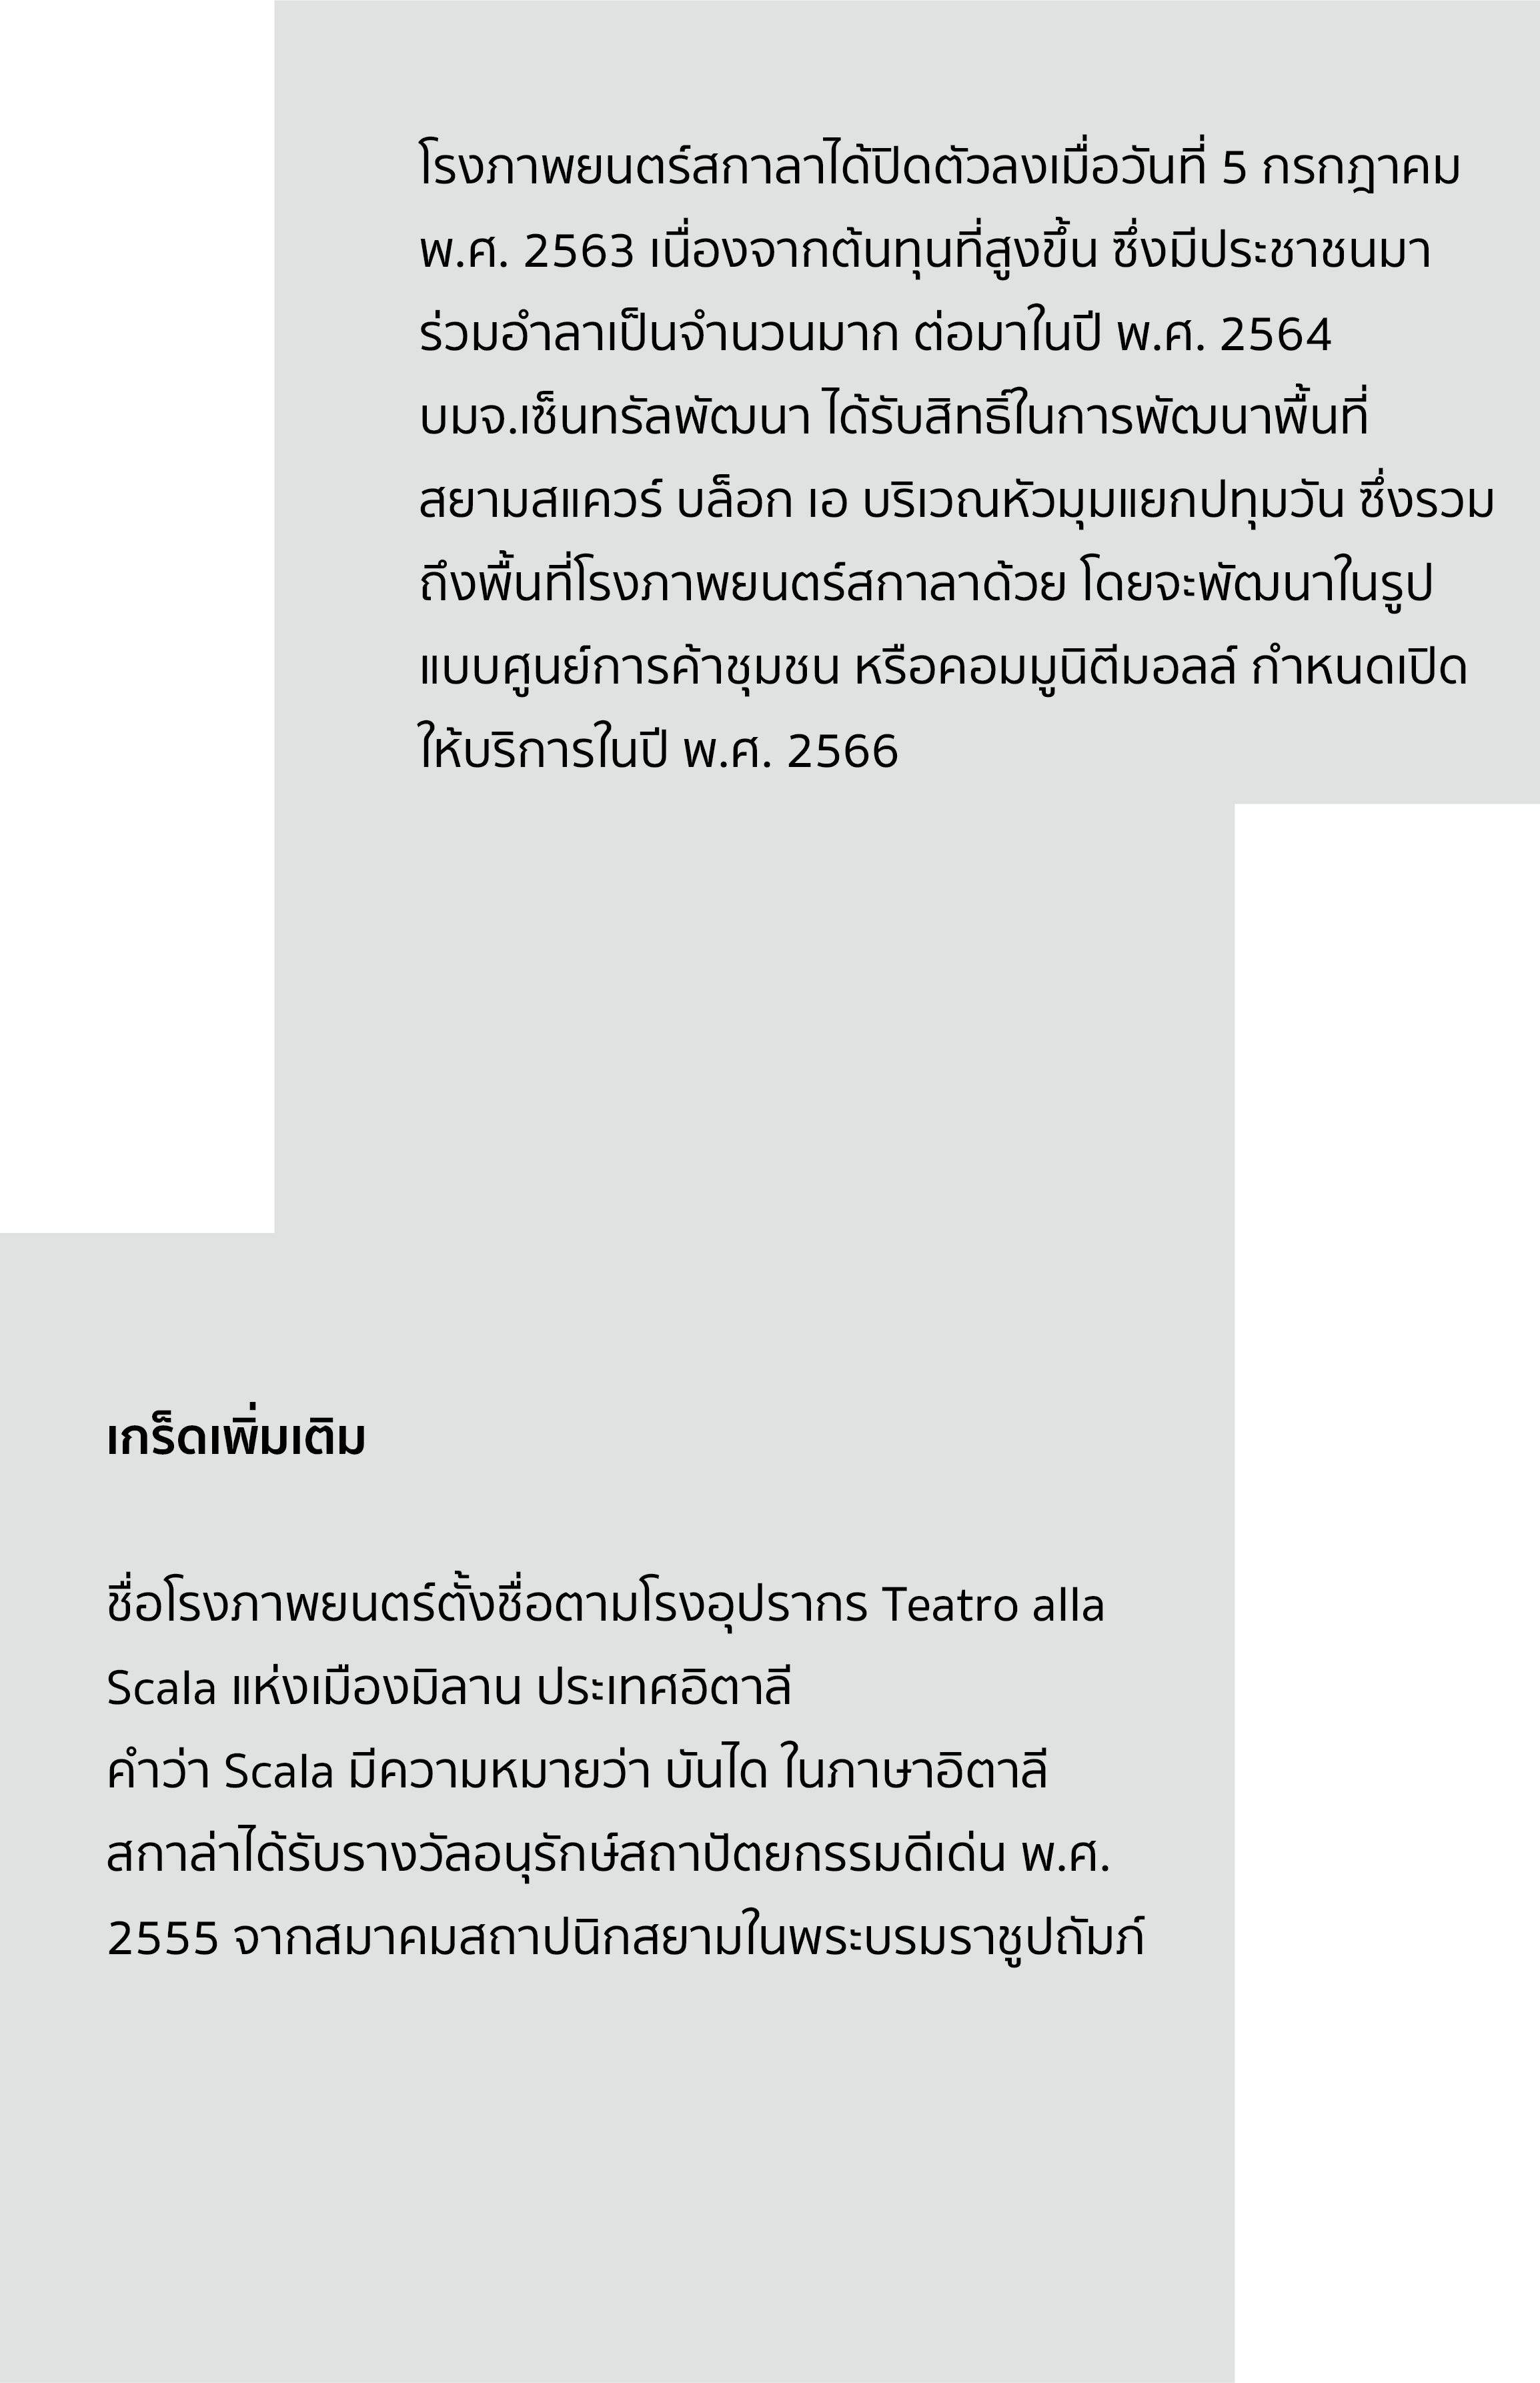 โรงภาพยนตร์สกาลาได้ปิดตัวลงเมื่อวันที่ 5 กรกฎาคม
พ.ศ. 2563 เนื่องจากต้นทุนที่สูงขึ้น ซึ่งมีประชาชนมา
ร่วมอำลาเป็นจำนวนมาก ต่อมาในปี พ.ศ. 2564
บมจ.เซ็นทรัลพัฒนา ได้รับสิทธิ์ในการพัฒนาพื้นที่
สยามสแควร์ บล็อก เอ บริเวณหัวมุมแยกปทุมวัน ซึ่งรวม
ถึงพื้นที่โรงภาพยนตร์สกาลาด้วย โดยจะพัฒนาในรูป
แบบศูนย์การค้าชุมชน หรือคอมมูนิตีมอลล์ กำหนดเปิด
ให้บริการในปี พ.ศ. 2566
เกร็ดเพิ่มเติม
ชื่อโรงภาพยนตร์ตั้งชื่อตามโรงอุปรากร Teatro alla
Scala แห่งเมืองมิลาน ประเทศอิตาลี
คำว่า Scala มีความหมายว่า บันได ในภาษาอิตาลี
สกาล่าได้รับรางวัลอนุรักษ์สถาปัตยกรรมดีเด่น พ.ศ.
2555 จากสมาคมสถาปนิกสยามในพระบรมราชูปถัมภ์